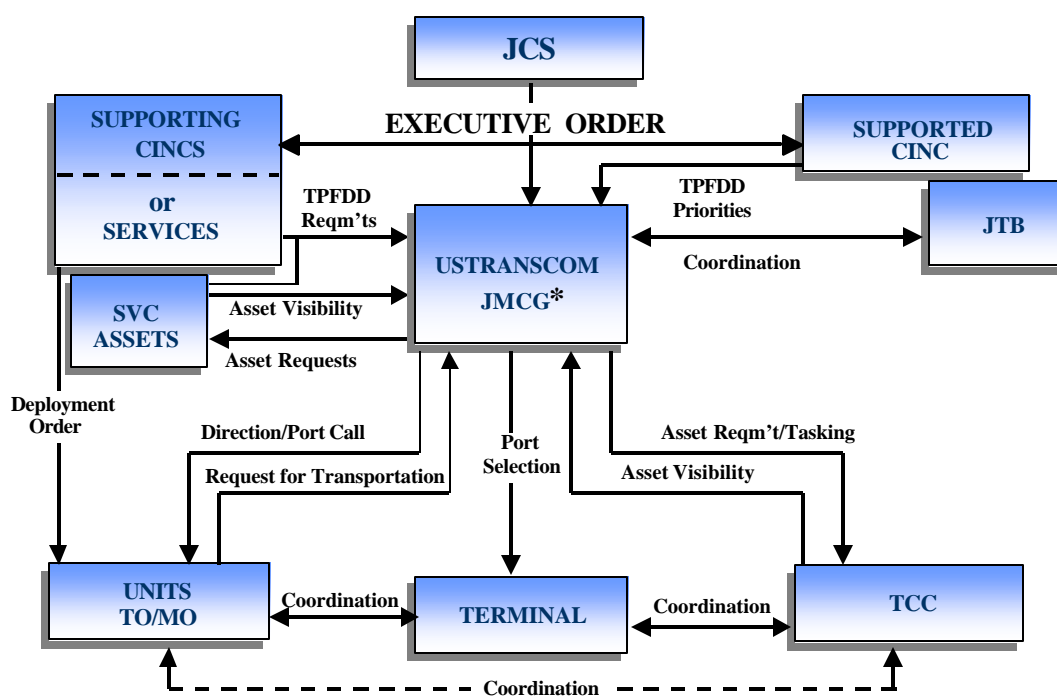 JCS
SUPPORTING
CINCS
or
SERVICES
EXECUTIVE ORDER
SUPPORTED
CINC
TPFDD
Reqm'ts
TPFDD
Priorities
JTB
USTRANSCOM
JMCG*
Coordination
SVC
ASSETS
Asset Visibility
Asset Requests
Deployment
Order
Direction/Port Call
Request for Transportation
Port
Selection
Asset Reqm't/Tasking
Asset Visibility
UNITS
TO/MO
Coordination
TERMINAL
Coordination
TCC
Coordination